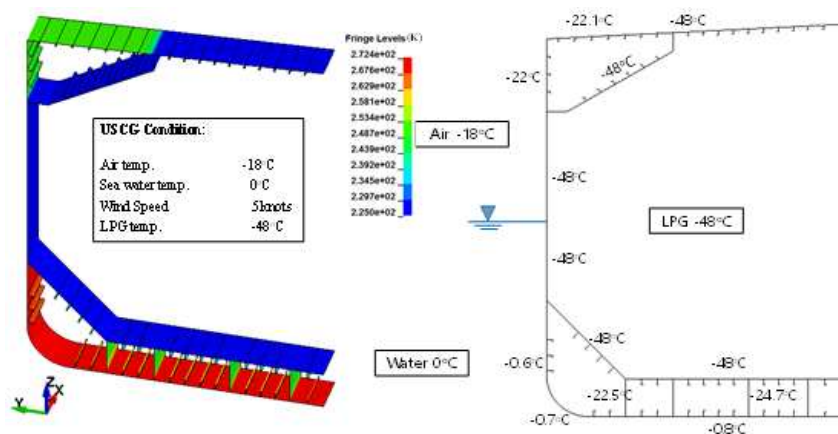 Fringe Levels (K)
2.724e+02
2.676e+02
2.629e+02
2.581e+02
2.534e+02
2.487e+02
2.439e+02
2.392e+02
2.345e+02
2.297e+02
2.250e+02
USCG Condition:
Air temp. -18°C
Sea water temp. 0°C
Wind Speed 5knots
LPG temp. -48°C
Z
X
Y
-22.1°C
-48°C
-22°C
-48°C
Air -18°C
-48°C
LPG -48°C
-48°C
-48°C
Water 0°C
-0.6°C
-48°C
-22.5°C
-24.7°C
-0.7°C
-0.8°C